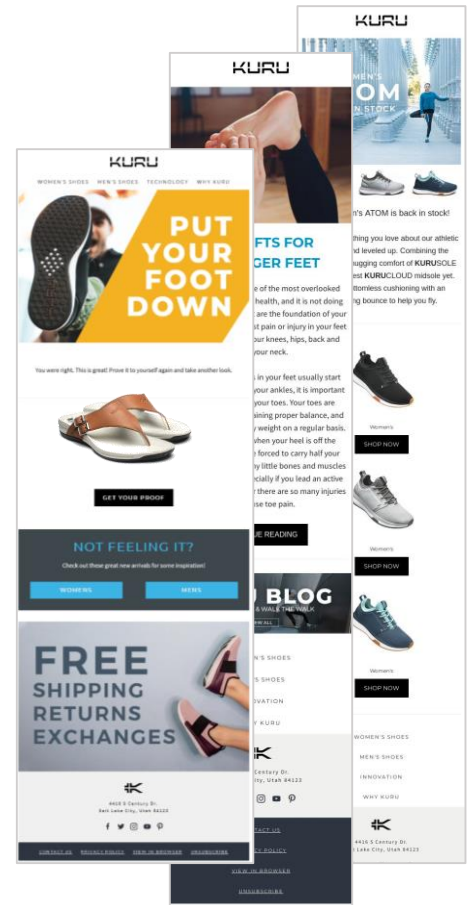 KURU
WOMEN'S SHOES MEN'S SHOES TECHNOLOGY WHY KURU
PUT
YOUR
FOOT
DOWN
You were right. This is great! Prove it to yourself again and take another look.
GET YOUR PROOF
NOT FEELING IT?
Check out these great new arrivals for some inspiration!
WOMENS MENS
FREE
SHIPPING
RETURNS
EXCHANGES
4416 S Century Dr.
Salt Lake City, Utah 84123
CONTACT US PRIVACY POLICY VIEW IN BROWSER UNSUBSCRIBE
KURU
FTS FOR
GER FEET
e of the most overlooked
health, and it is not doing
are the foundation of your
st pain or injury in your feet
our knees, hips, back and
your neck.
s in your feet usually start
your ankles, it is important
your toes. Your toes are
aining proper balance, and
y weight on a regular basis.
when your heel is off the
forced to carry half your
ny little bones and muscles
ecially if you lead an active
r there are so many injuries
use toe pain.
UE READING
U BLOG
& WALK THE WALK
N'S SHOES
'S SHOES
OVATION
Y KURU
Century Dr.
ity, Utah 84123
TACT US
CY POLICY
VIEW IN BROWSER
UNSUBSCRIBE
KURU
MEN'S
OM
IN STOCK
n's ATOM is back in stock!
thing you love about our athletic
nd leveled up. Combining the
hugging comfort of KURUSOLE
est KURUCLOUD midsole yet.
ttomless cushioning with an
ng bounce to help you fly.
Women's
SHOP NOW
Women's
SHOP NOW
Women's
SHOP NOW
WOMEN'S SHOES
MEN'S SHOES
INNOVATION
WHY KURU
4416 S Century Dr.
t Lake City, Utah 84123